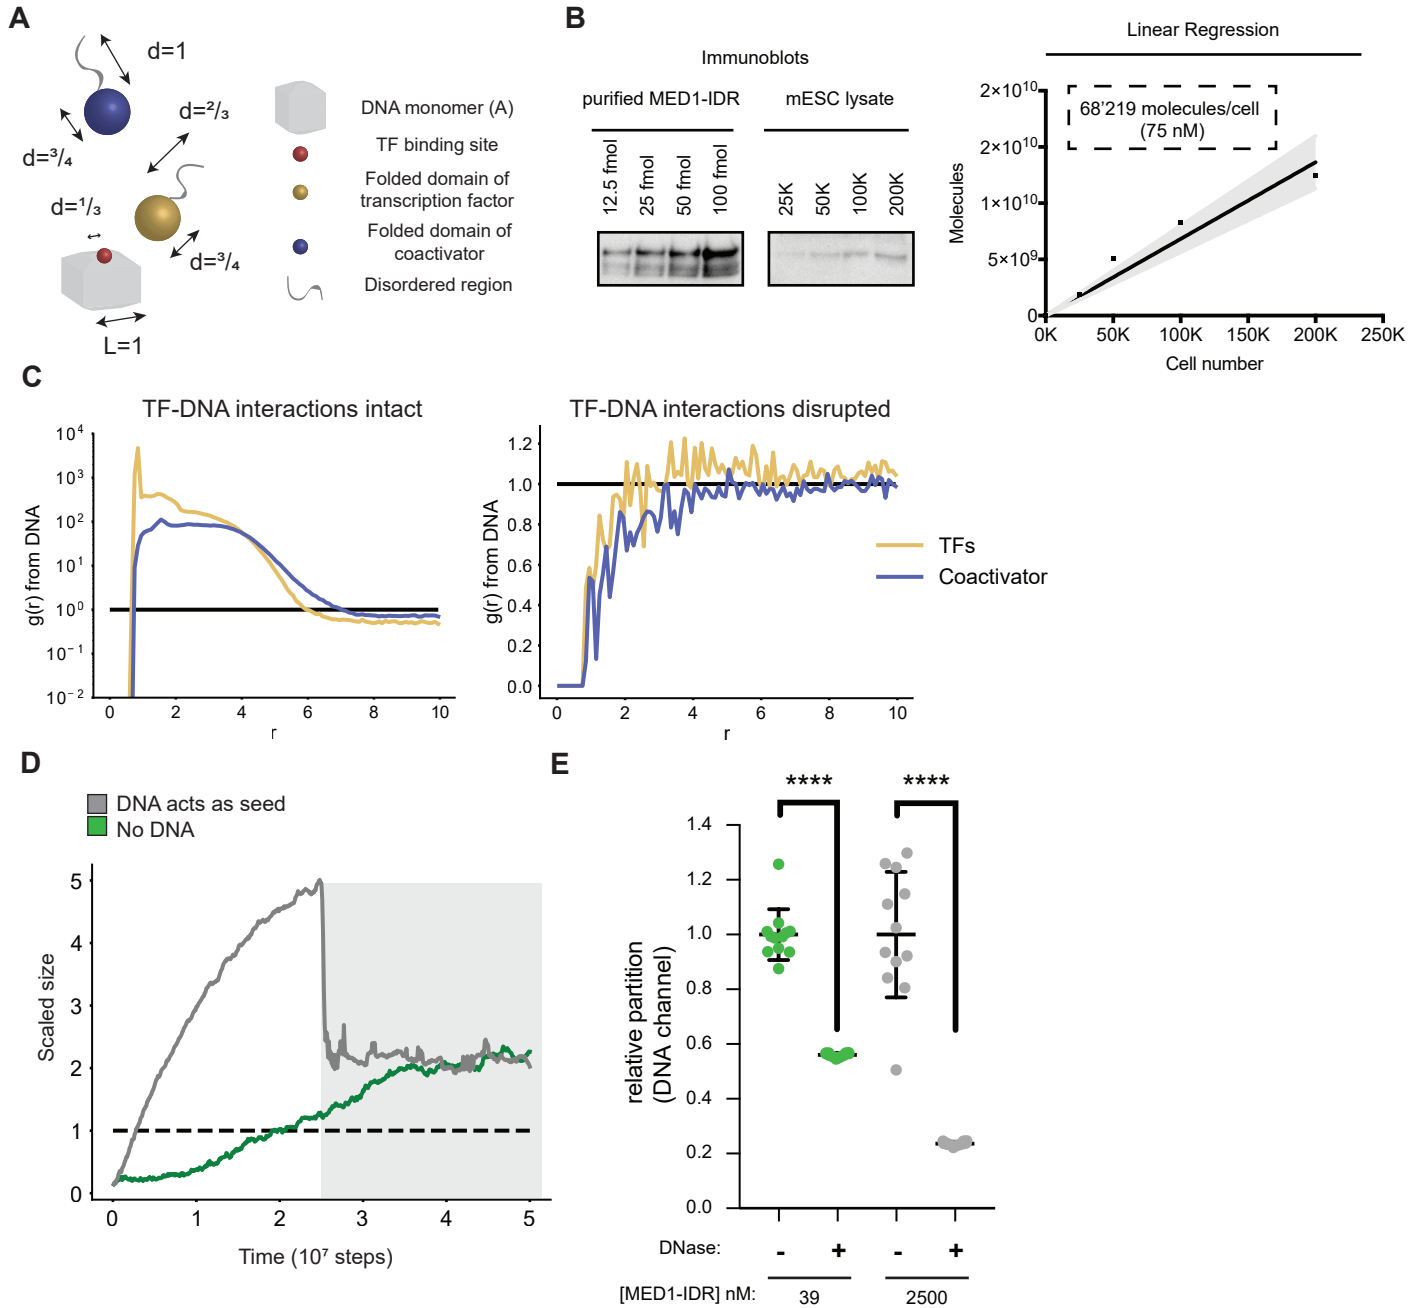 A
d=1
d=3/4
d=2/3
d=1/3
d=3/4
L=1
DNA monomer (A)
TF binding site
Folded domain of
transcription factor
Folded domain of
coactivator
Disordered region
B
Immunoblots
purified MED1-IDR
mESC lysate
12.5 fmol
25 fmol
50 fmol
100 fmol
25K
50K
100K
200K
Linear Regression
68'219 molecules/cell
(75 nM)
Molecules
2×10¹⁰
2×10¹⁰
1×10¹⁰
5×10⁹
0
0K
50K
100K
150K
200K
250K
Cell number
C
TF-DNA interactions intact
g(r) from DNA
10⁴
10³
10²
10¹
10⁰
10⁻¹
10⁻²
0
2
4
6
8
10
r
TF-DNA interactions disrupted
g(r) from DNA
1.2
1.0
0.8
0.6
0.4
0.2
0.0
0
2
4
6
8
10
r
TFs
Coactivator
D
DNA acts as seed
No DNA
Scaled size
5
4
3
2
1
0
0
1
2
3
4
5
Time (10⁷ steps)
E
****
****
relative partition
(DNA channel)
1.4
1.2
1.0
0.8
0.6
0.4
0.2
0.0
DNase:
-
+
-
+
[MED1-IDR] nM:
39
2500